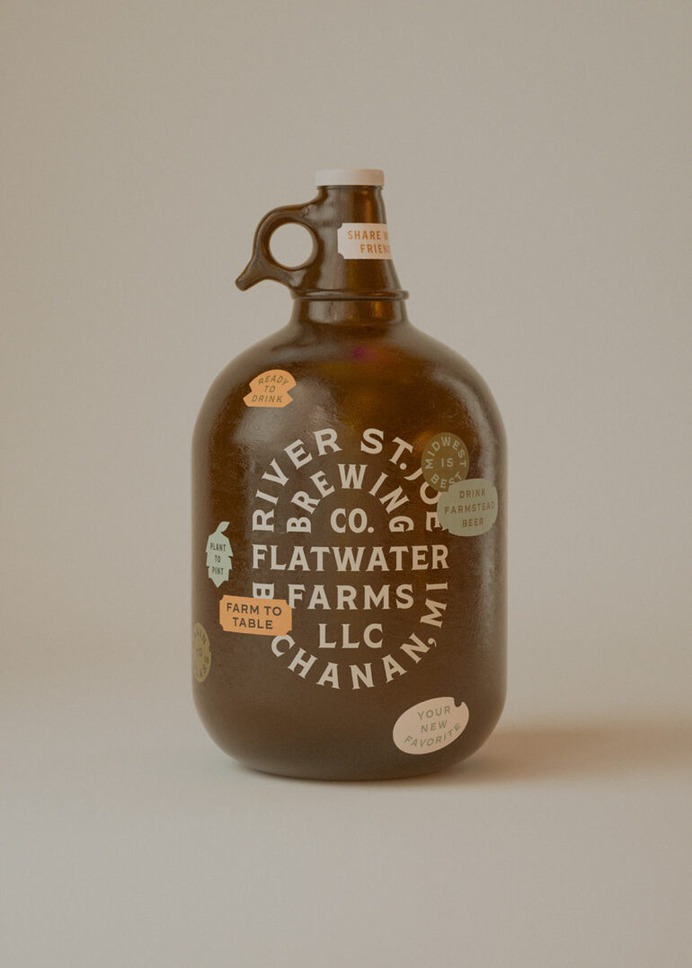 SHARE
READY
TO
DRINK
MIDWEST
IS
BEST
DRINK
FARMSTEAD
BEER
RIVER ST. JOE
BREWING
CO.
FLATWATER
FARMS
LLC
CHANAN, MI
PLANT
TO
PINT
FARM TO
TABLE
YOUR
NEW
FAVORITE